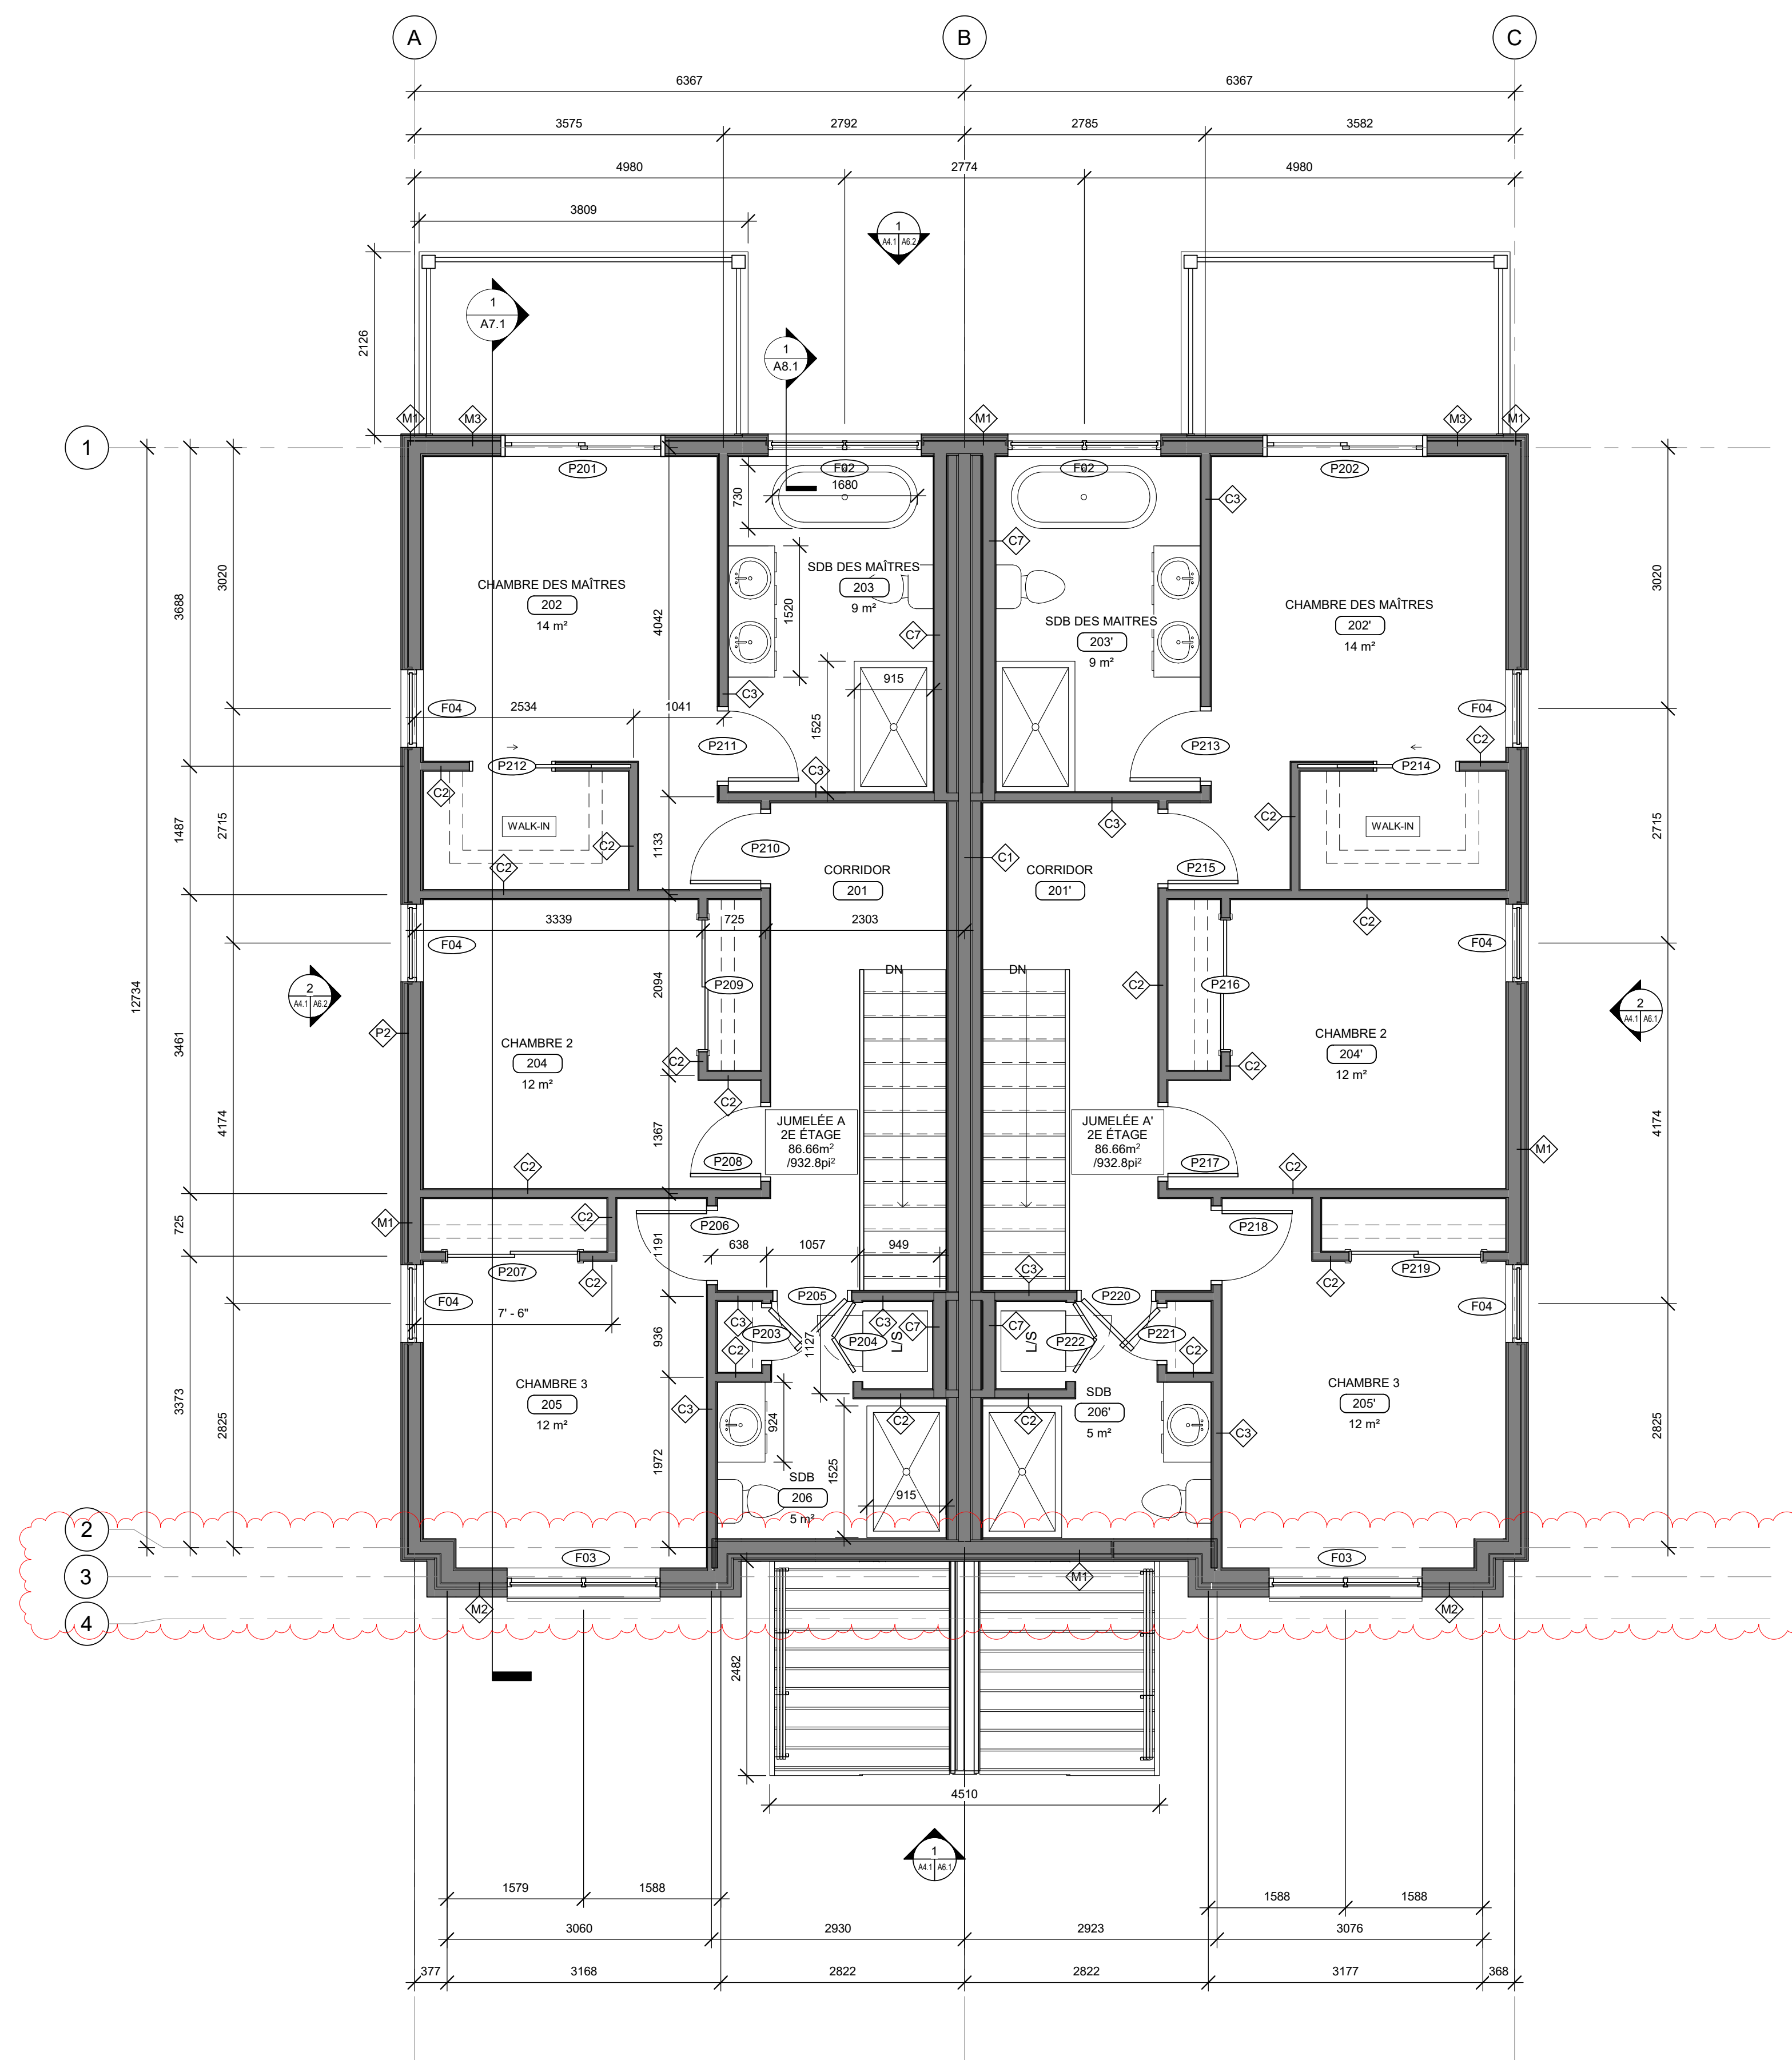 A B C
6367 6367
3575 2792 2785 3582
4980 2774 4980
3809
1
A4.1 A6.2
1
A7.1
1
A8.1
2126
M1 M3 M1 M3 M1
1
P201 F02 F02 P202
1680
730
C3
C7
CHAMBRE DES MAÎTRES
202
14 m²
SDB DES MAÎTRES
203
9 m²
SDB DES MAITRES
203'
9 m²
CHAMBRE DES MAÎTRES
202'
14 m²
3020
3688
4042
1520
C7
3020
915
C3
F04
2534 1041
1525
F04
P211 P213
C2
P212 C3 P214
C2
WALK-IN
C2
C2
WALK-IN
C2
C3
1487
2715
1133
2715
P210
C1
P215
CORRIDOR
201
CORRIDOR
201'
C2
3339 725 2303
C2
F04
F04
DN DN
12734
2
A4.1 A6.2
P209
2094
C2
P216
2
A4.1 A6.1
P2
3461
CHAMBRE 2
204
12 m²
CHAMBRE 2
204'
12 m²
C2
C2
C2
4174
1367
JUMELÉE A
2E ÉTAGE
86.66m²
/932.8pi²
JUMELÉE A'
2E ÉTAGE
86.66m²
/932.8pi²
4174
M1
C2
P208
P217
C2
725
M1
C2
P206
P218
1191
638 1057 949
P207
C2
C3
C2
P219
F04
P205
P220
F04
7' - 6"
C3
P203
1127
P204
C3
C7
L/S
C7
L/S
P222
P221
C2
C2
936
3373
2825
CHAMBRE 3
205
12 m²
C3
924
C2
C2
SDB
206'
5 m²
C3
CHAMBRE 3
205'
12 m²
2825
1972
1525
SDB
206
5 m²
915
2
3
4
F03
M1
F03
M2
M2
2482
4510
1
A4.1 A6.1
1579 1588 1588 1588
3060 2930 2923 3076
377 3168 2822 2822 3177 368